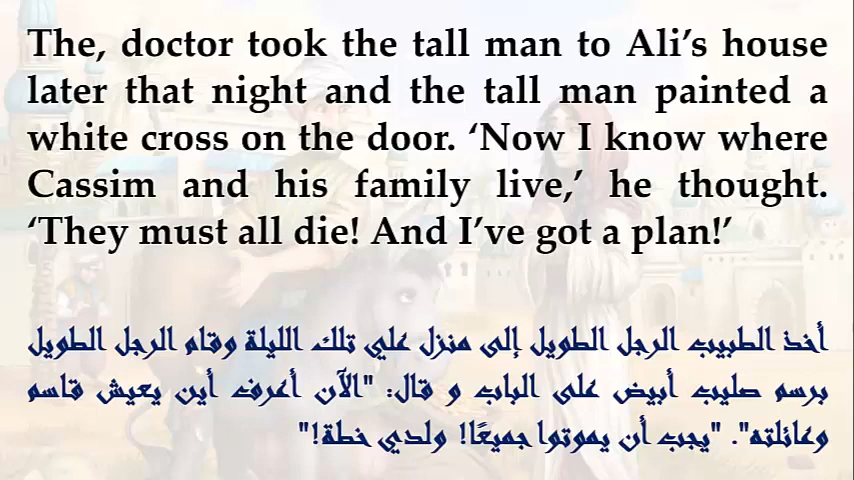 The, doctor took the tall man to Ali’s house
later that night and the tall man painted a
white cross on the door. ‘Now I know where
Cassim and his family live,’ he thought.
‘They must all die! And I’ve got a plan!’
أخذ الطبيب الرجل الطويل إلى منزل علي تلك الليلة وقام الرجل الطويل
برسم صليب أبيض على الباب و قال: "الآن أعرف أين يعيش قاسم
وعائلته". "يجب أن يموتوا جميعًا! ولدي خطة!"